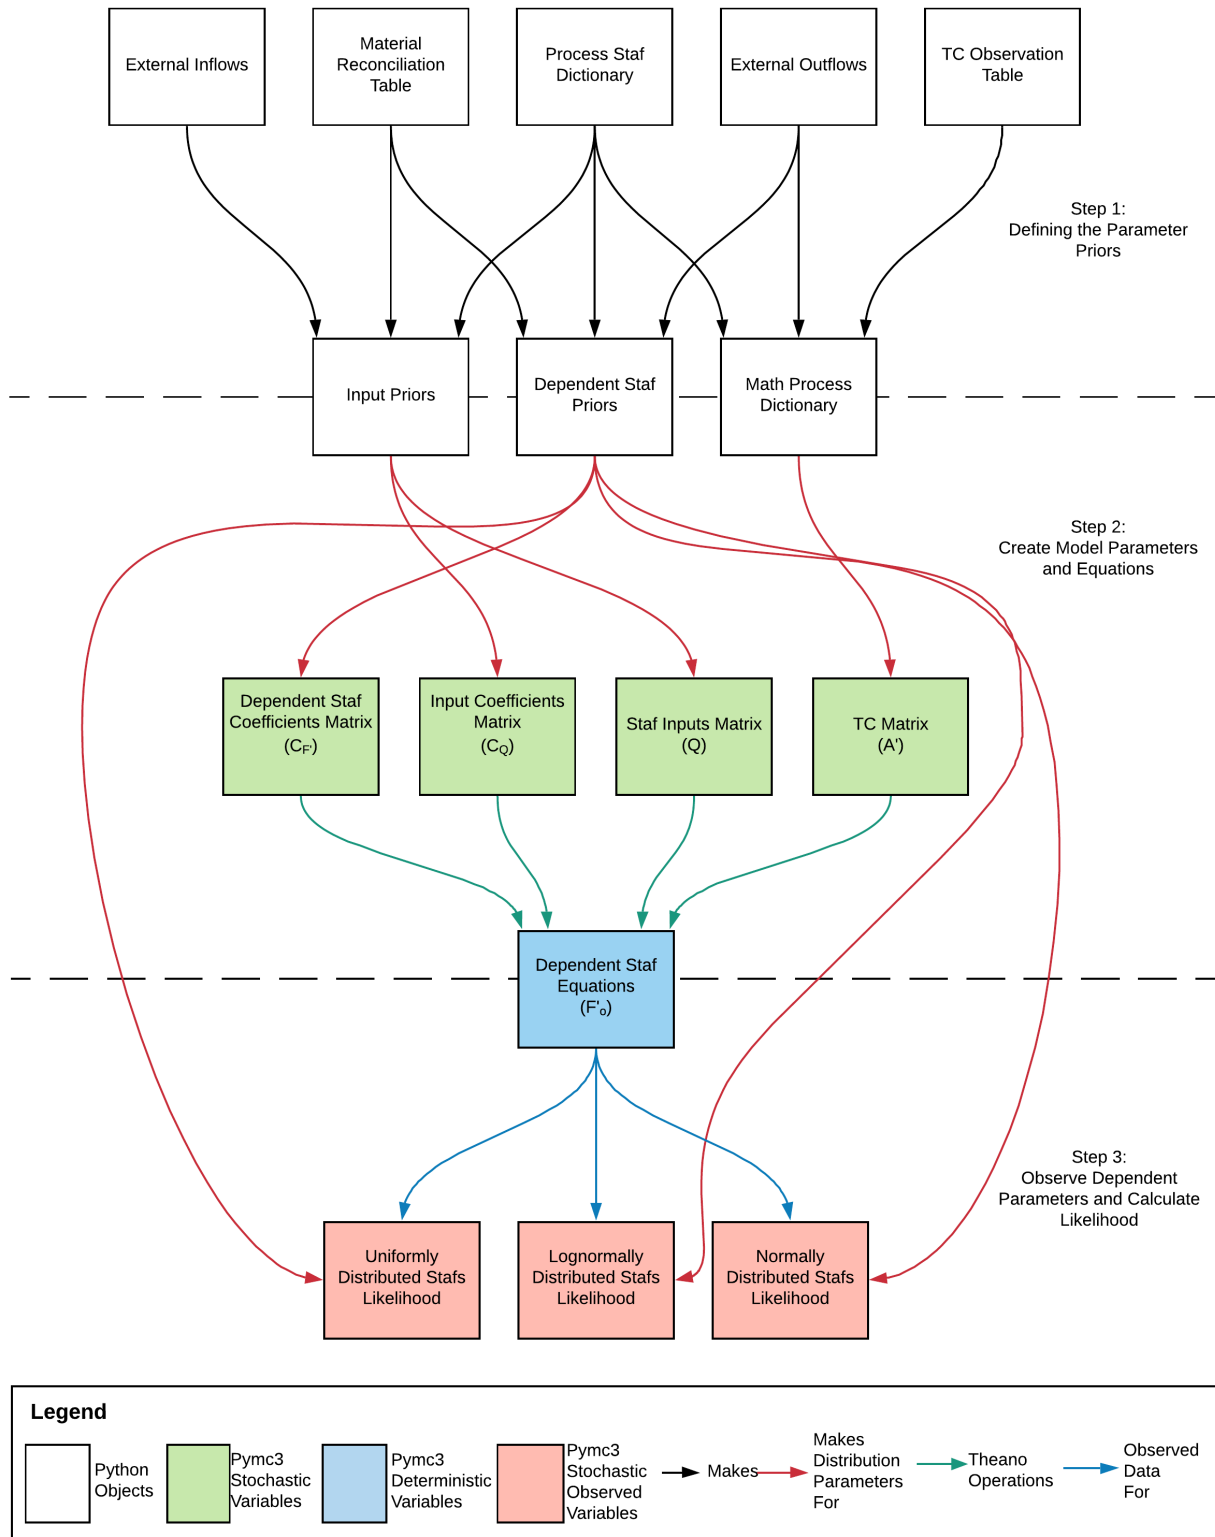 External Inflows
Material
Reconciliation
Table
Process Staf
Dictionary
External Outflows
TC Observation
Table
Step 1:
Defining the Parameter
Priors
Input Priors
Dependent Staf
Priors
Math Process
Dictionary
Step 2:
Create Model Parameters
and Equations
Dependent Staf
Coefficients Matrix
(CF')
Input Coefficients
Matrix
(CQ)
Staf Inputs Matrix
(Q)
TC Matrix
(A')
Dependent Staf
Equations
(F'o)
Step 3:
Observe Dependent
Parameters and Calculate
Likelihood
Uniformly
Distributed Stafs
Likelihood
Lognormally
Distributed Stafs
Likelihood
Normally
Distributed Stafs
Likelihood
Legend
Python
Objects
Pymc3
Stochastic
Variables
Pymc3
Deterministic
Variables
Pymc3
Stochastic
Observed
Variables
Makes
Makes
Distribution
Parameters
For
Theano
Operations
Observed
Data
For